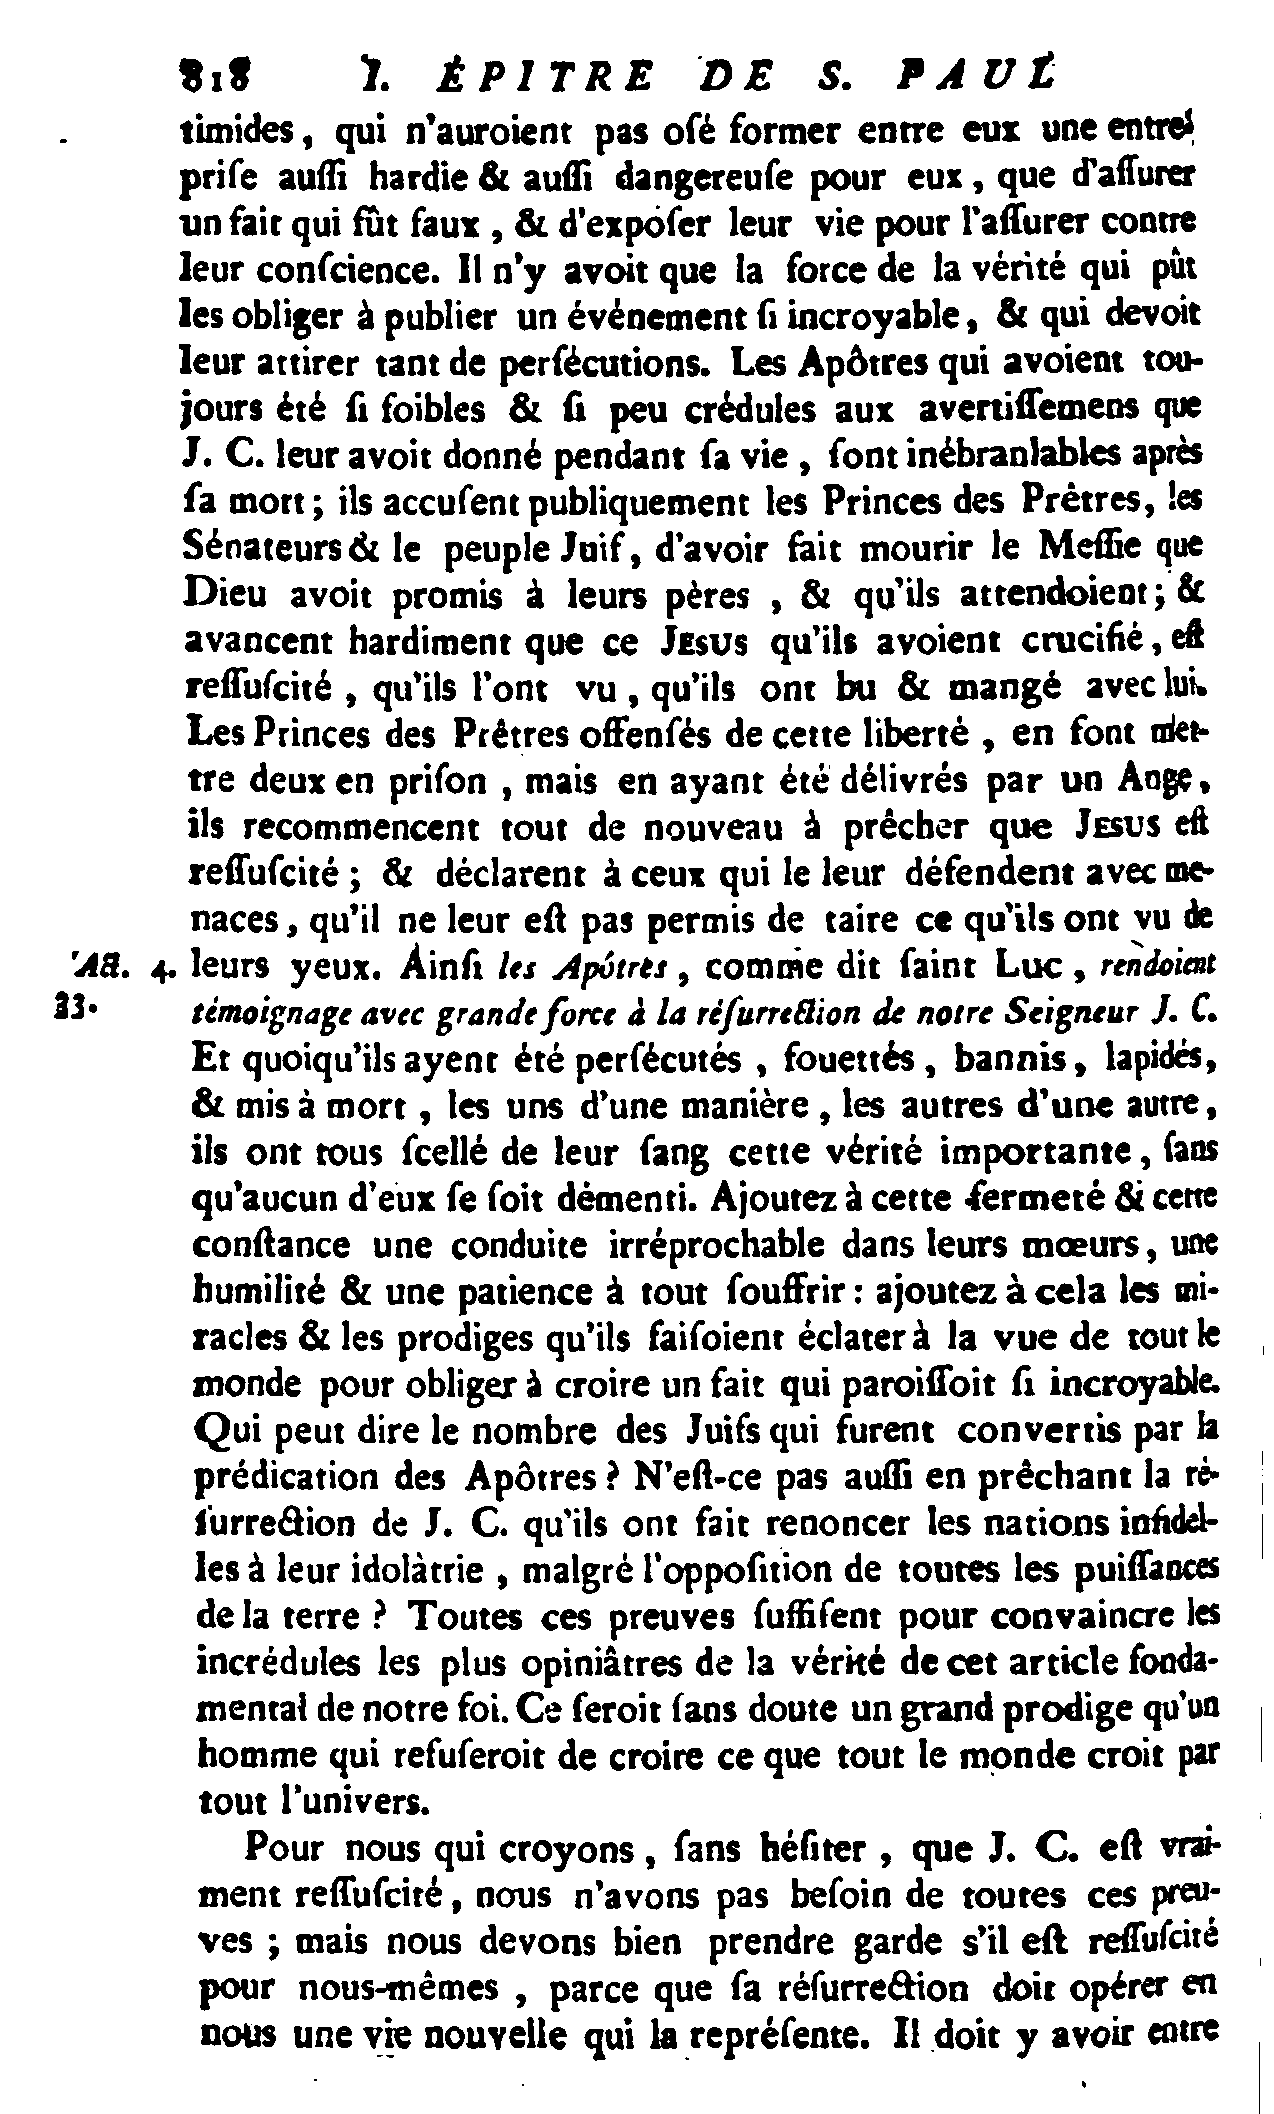 818 I. ÉPITRE DE S. PAUL
timides, qui n'auroient pas oſé former entre eux une entre-
priſe auſſi hardie & auſſi dangereuſe pour eux, que d'aſſurer
un fait qui fût faux, & d'expoſer leur vie pour l'aſſurer contre
leur conſcience. Il n'y avoit que la force de la vérité qui pût
les obliger à publier un événement ſi incroyable, & qui devoit
leur attirer tant de perſécutions. Les Apôtres qui avoient tou-
jours été ſi foibles & ſi peu crédules aux avertiſſemens que
J. C. leur avoit donné pendant ſa vie, ſont inébranlables après
ſa mort; ils accuſent publiquement les Princes des Prêtres, les
Sénateurs & le peuple Juif, d'avoir fait mourir le Meſſie que
Dieu avoit promis à leurs pères, & qu'ils attendoient; &
avancent hardiment que ce JESUS qu'ils avoient crucifié, eſt
reſſuſcité, qu'ils l'ont vu, qu'ils ont bu & mangé avec lui.
Les Princes des Prêtres offenſés de cette liberté, en font met-
tre deux en priſon, mais en ayant été délivrés par un Ange,
ils recommencent tout de nouveau à prêcher que JESUS eſt
reſſuſcité; & déclarent à ceux qui le leur défendent avec me-
naces, qu'il ne leur eſt pas permis de taire ce qu'ils ont vu de
Act. 4. leurs yeux. Ainſi les Apôtres, comme dit ſaint Luc, rendoient
33. témoignage avec grande force à la réſurrection de notre Seigneur J. C.
Et quoiqu'ils ayent été perſécutés, fouettés, bannis, lapidés,
& mis à mort, les uns d'une manière, les autres d'une autre,
ils ont tous ſcellé de leur ſang cette vérité importante, ſans
qu'aucun d'eux ſe ſoit démenti. Ajoutez à cette fermeté & cette
conſtance une conduite irréprochable dans leurs mœurs, une
humilité & une patience à tout ſouffrir: ajoutez à cela les mi-
racles & les prodiges qu'ils faiſoient éclater à la vue de tout le
monde pour obliger à croire un fait qui paroiſſoit ſi incroyable.
Qui peut dire le nombre des Juifs qui furent convertis par la
prédication des Apôtres? N'eſt-ce pas auſſi en prêchant la ré-
ſurrection de J. C. qu'ils ont fait renoncer les nations infidel-
les à leur idolâtrie, malgré l'oppoſition de toutes les puiſſances
de la terre? Toutes ces preuves ſuffiſent pour convaincre les
incrédules les plus opiniâtres de la vérité de cet article fonda-
mental de notre foi. Ce ſeroit ſans doute un grand prodige qu'un
homme qui refuſeroit de croire ce que tout le monde croit par
tout l'univers.
Pour nous qui croyons, ſans héſiter, que J. C. eſt vrai-
ment reſſuſcité, nous n'avons pas beſoin de toutes ces preu-
ves; mais nous devons bien prendre garde s'il eſt reſſuſcité
pour nous-mêmes, parce que ſa réſurrection doit opérer en
nous une vie nouvelle qui la repréſente. Il doit y avoir entre